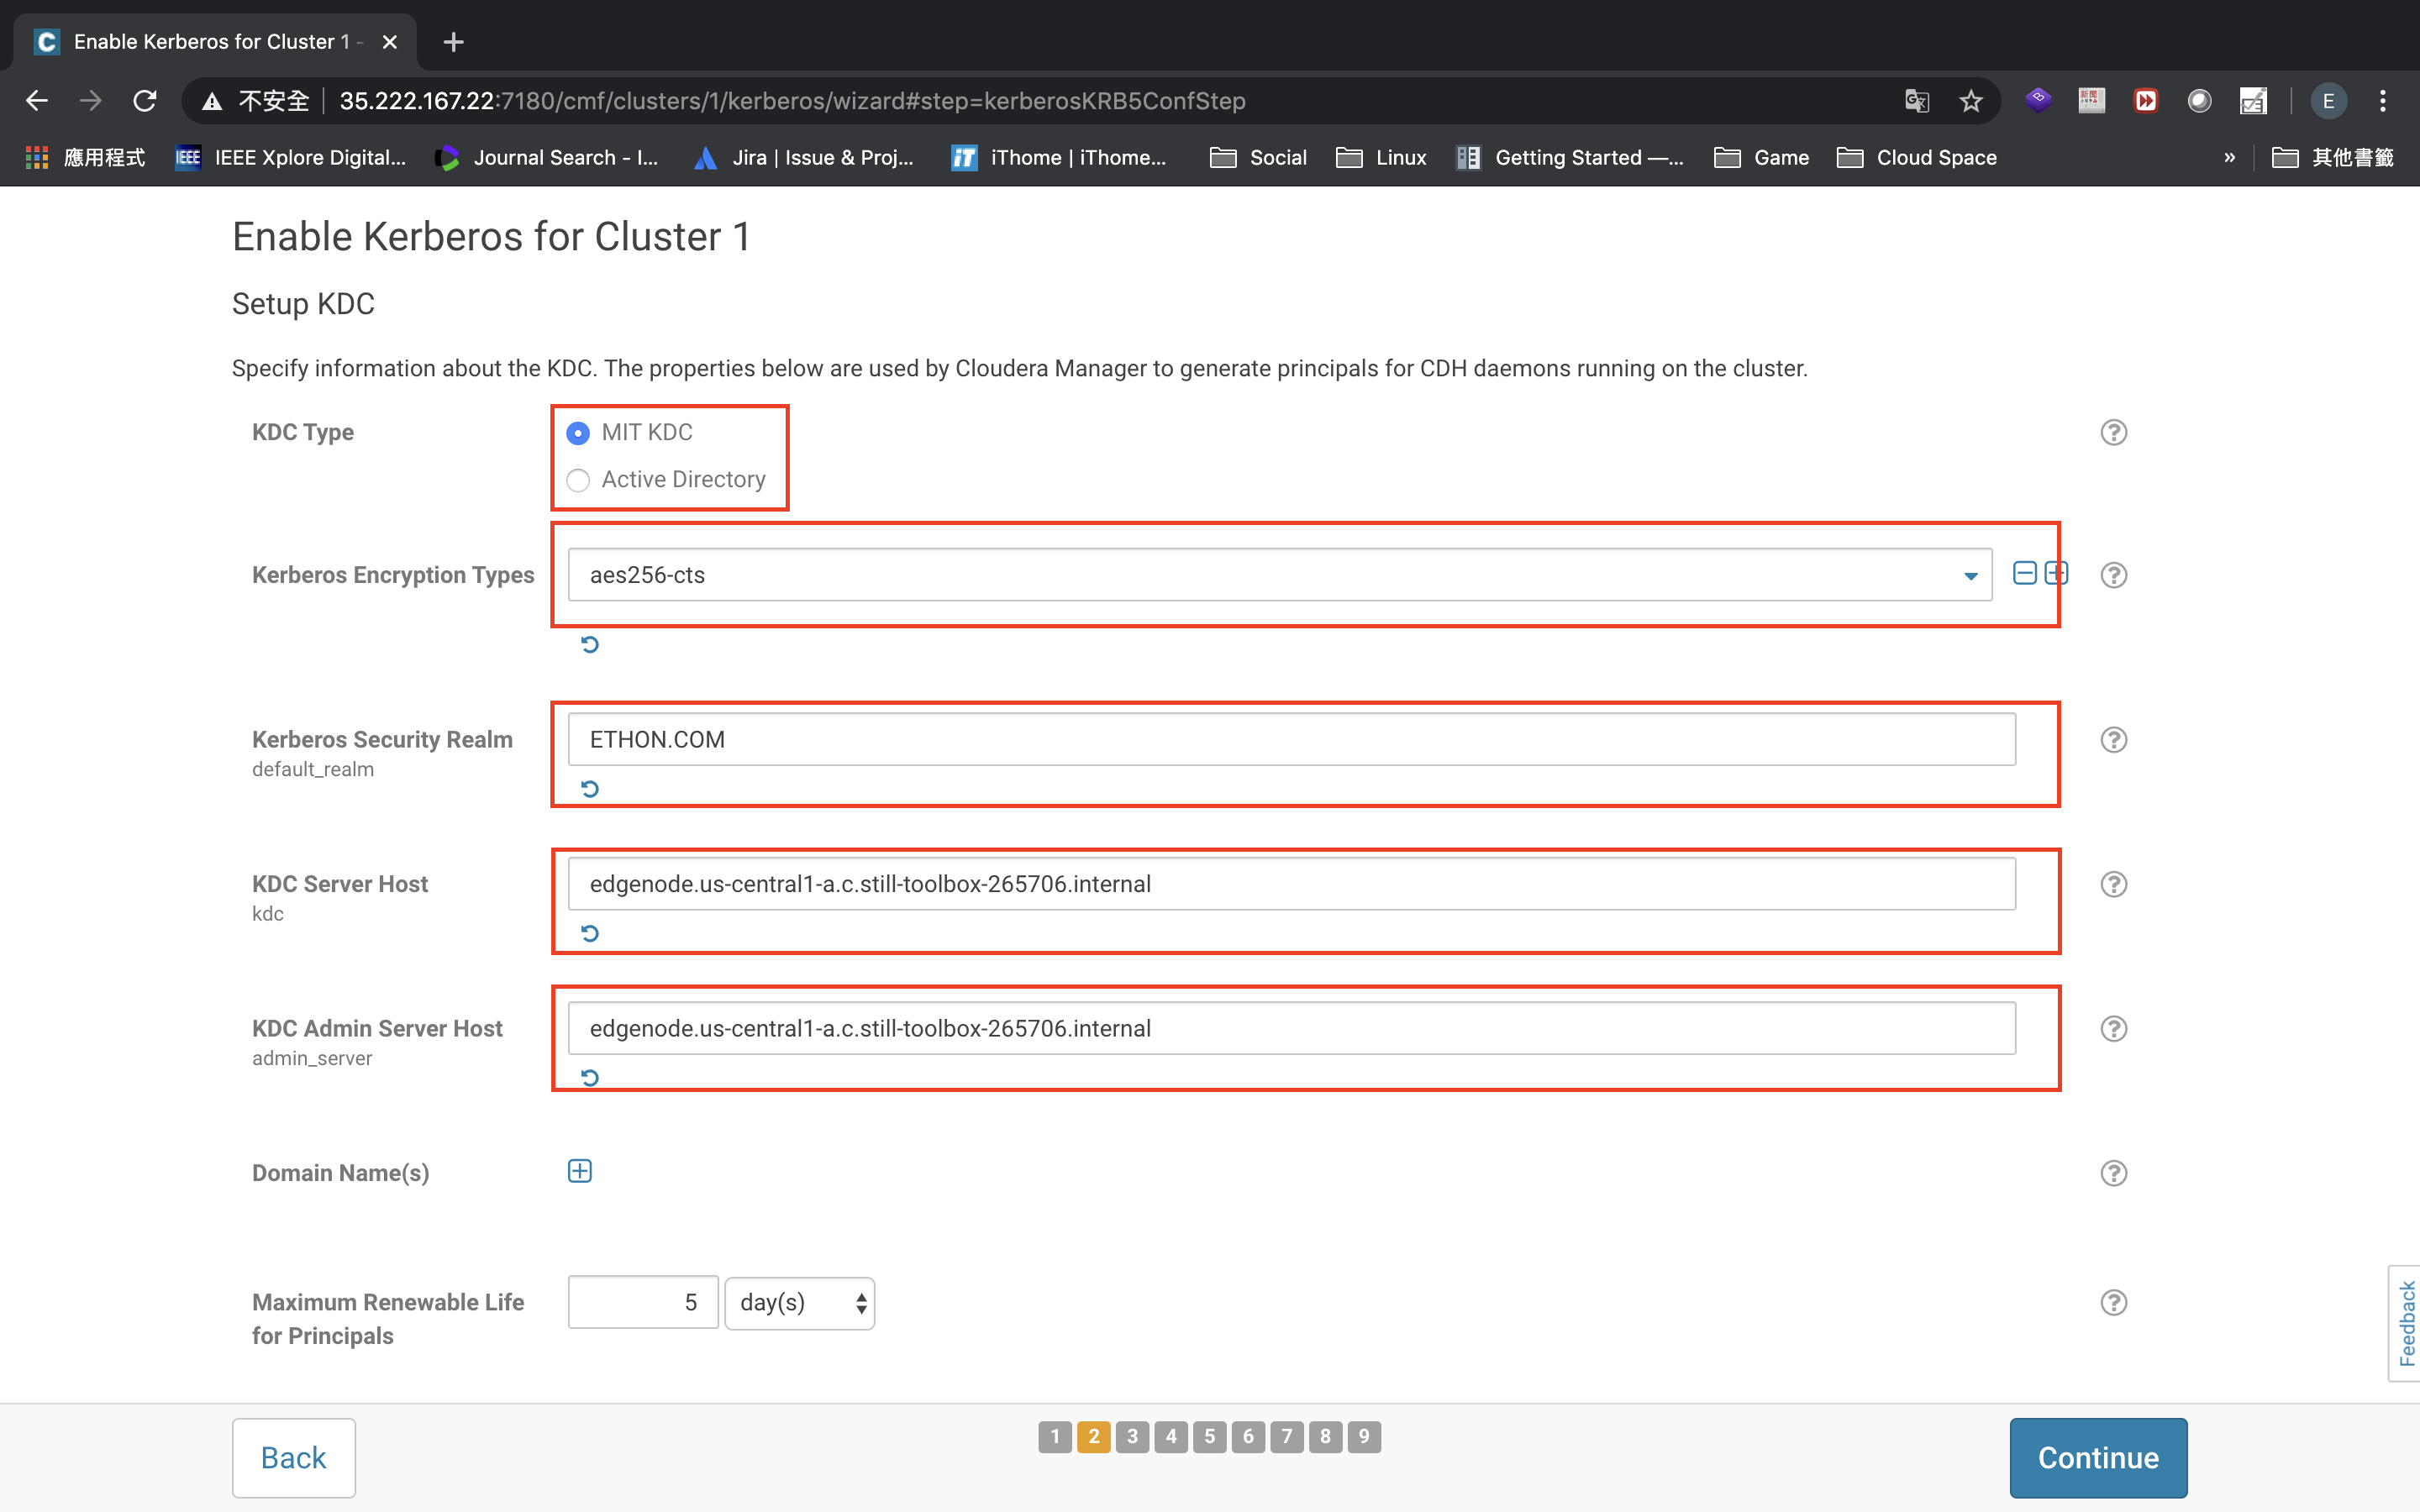 Enable Kerberos for Cluster 1 -
不安全 35.222.167.22:7180/cmf/clusters/1/kerberos/wizard#step=kerberosKRB5ConfStep
E
應用程式 IEEE Xplore Digital... Journal Search - I... Jira | Issue & Proj... iThome | iThome... Social Linux Getting Started —... Game Cloud Space » 其他書籤
Enable Kerberos for Cluster 1
Setup KDC
Specify information about the KDC. The properties below are used by Cloudera Manager to generate principals for CDH daemons running on the cluster.
KDC Type
MIT KDC
Active Directory
Kerberos Encryption Types
aes256-cts
Kerberos Security Realm
default_realm
ETHON.COM
KDC Server Host
kdc
edgenode.us-central1-a.c.still-toolbox-265706.internal
KDC Admin Server Host
admin_server
edgenode.us-central1-a.c.still-toolbox-265706.internal
Domain Name(s)
Maximum Renewable Life
for Principals
5 day(s)
Feedback
Back
1 2 3 4 5 6 7 8 9
Continue